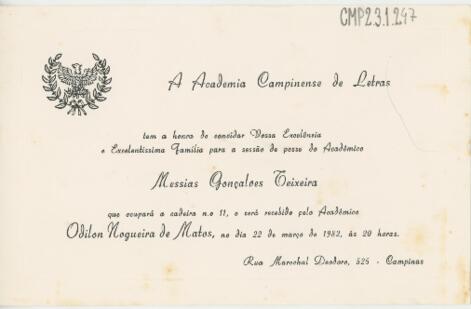 CMP2.3.1.247
A Academia Campinense de Letras
tem a honra de convidar Vossa Excelência
e Excelentíssima Família para a sessão de posse do Acadêmico
Messias Gonçalves Teixeira
que ocupará a cadeira n.o 11, e será recebido pelo Acadêmico
Odilon Nogueira de Matos, no dia 22 de março de 1982, às 20 horas.
Rua Marechal Deodoro, 525 - Campinas